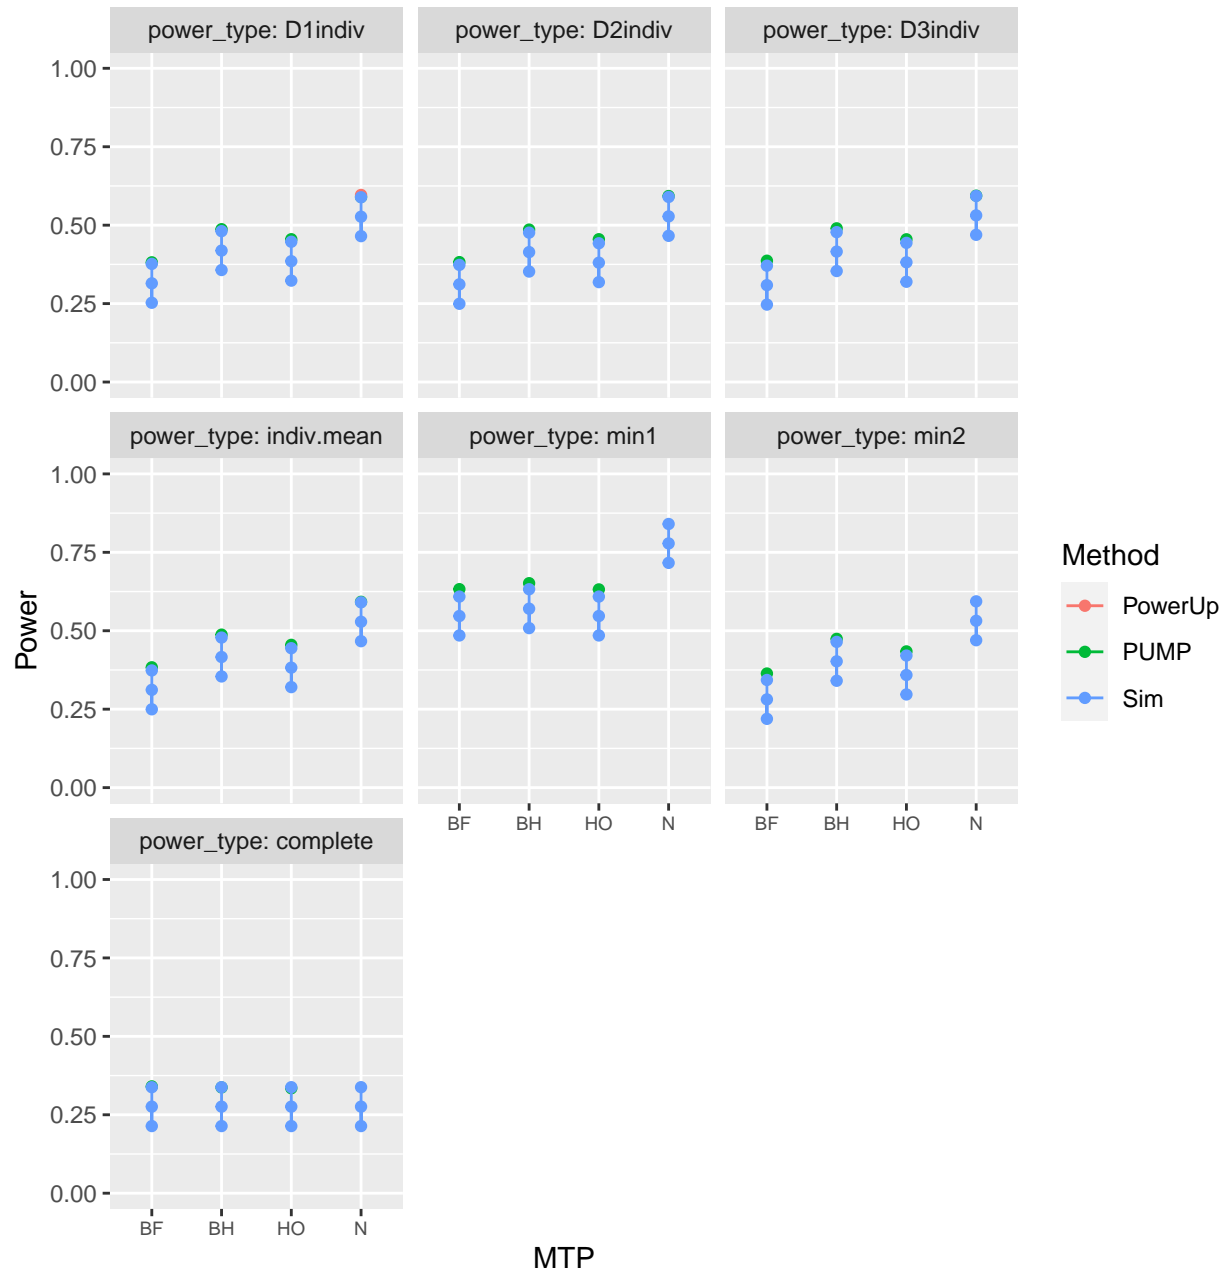 power_type: D1indiv
power_type: D2indiv
power_type: D3indiv
1.00
0.75
0.50
0.25
0.00
power_type: indiv.mean
power_type: min1
power_type: min2
1.00
0.75
0.50
0.25
0.00
BF BH HO N
BF BH HO N
power_type: complete
1.00
0.75
0.50
0.25
0.00
BF BH HO N
Power
MTP
Method
PowerUp
PUMP
Sim